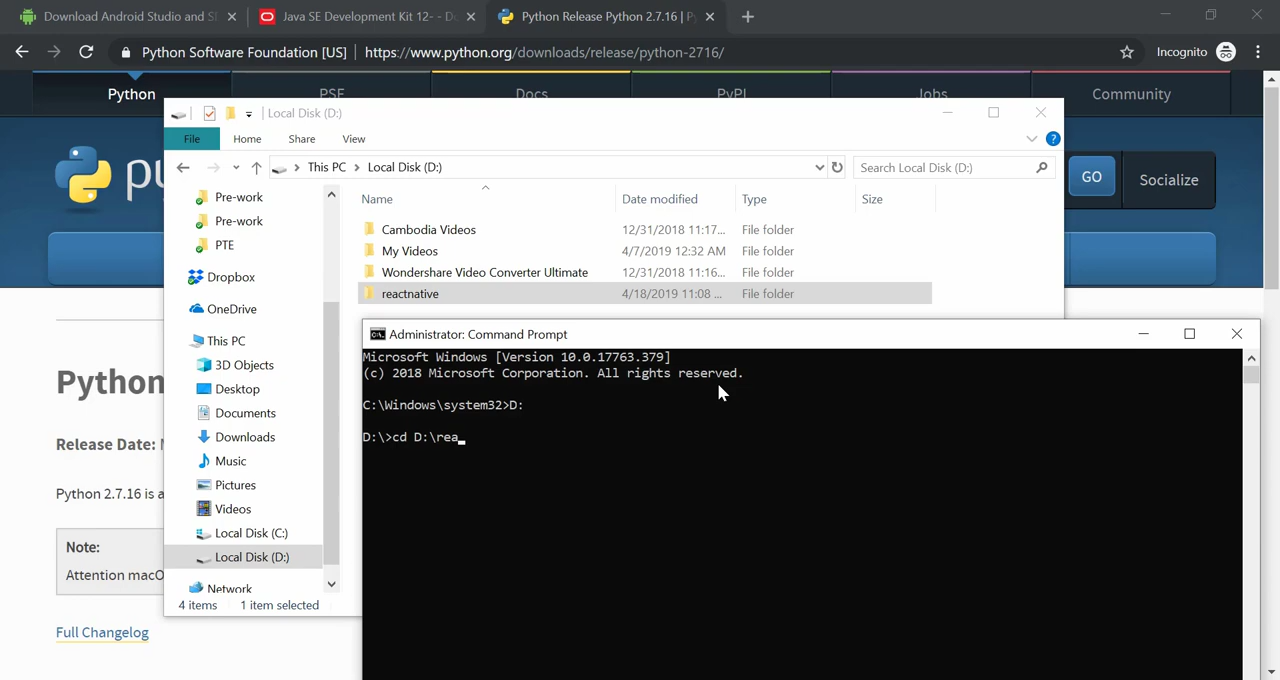 Download Android Studio and S
Java SE Development Kit 12- - Do
Python Release Python 2.7.16 | P
Python Software Foundation [US] | https://www.python.org/downloads/release/python-2716/
Incognito
Python
PSF
Docs
PyPI
Jobs
Community
Local Disk (D:)
File
Home
Share
View
This PC > Local Disk (D:)
Search Local Disk (D:)
GO
Socialize
Pre-work
Pre-work
PTE
Dropbox
OneDrive
This PC
3D Objects
Desktop
Documents
Downloads
Music
Pictures
Videos
Local Disk (C:)
Local Disk (D:)
Network
Name
Date modified
Type
Size
Cambodia Videos 12/31/2018 11:17... File folder
My Videos 4/7/2019 12:32 AM File folder
Wondershare Video Converter Ultimate 12/31/2018 11:16... File folder
reactnative 4/18/2019 11:08 ... File folder
4 items
1 item selected
Administrator: Command Prompt
Microsoft Windows [Version 10.0.17763.379]
(c) 2018 Microsoft Corporation. All rights reserved.
C:\Windows\system32>D:
D:\>cd D:\rea_
py
Python
Release Date:
Python 2.7.16 is a
Note:
Attention macO
Full Changelog